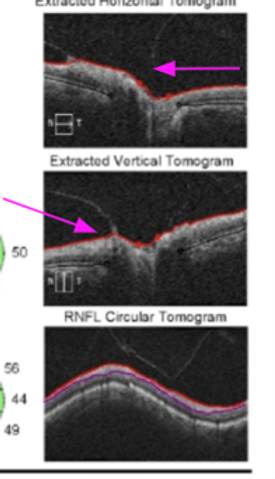 Extracted Horizontal Tomogram
N T
Extracted Vertical Tomogram
50
N T
RNFL Circular Tomogram
56
44
49